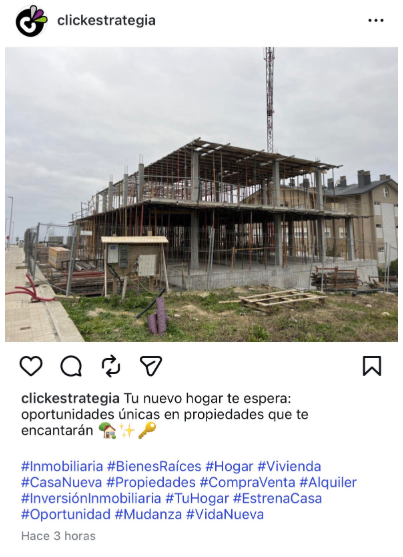 clickestrategia
clickestrategia Tu nuevo hogar te espera:
oportunidades únicas en propiedades que te
encantarán 🏡✨🔑
#Inmobiliaria #BienesRaíces #Hogar #Vivienda
#CasaNueva #Propiedades #CompraVenta #Alquiler
#InversiónInmobiliaria #TuHogar #EstrenaCasa
#Oportunidad #Mudanza #VidaNueva
Hace 3 horas